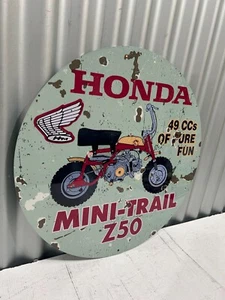 HONDA
49 CCs
OF PURE
FUN
MINI-TRAIL
Z50